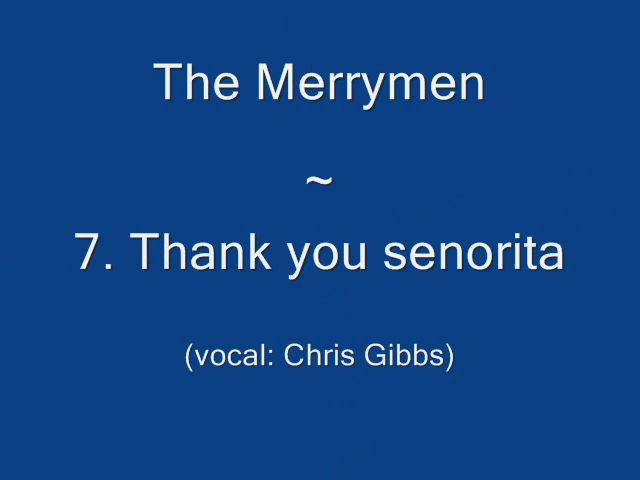 The Merrymen
~
7. Thank you senorita
(vocal: Chris Gibbs)